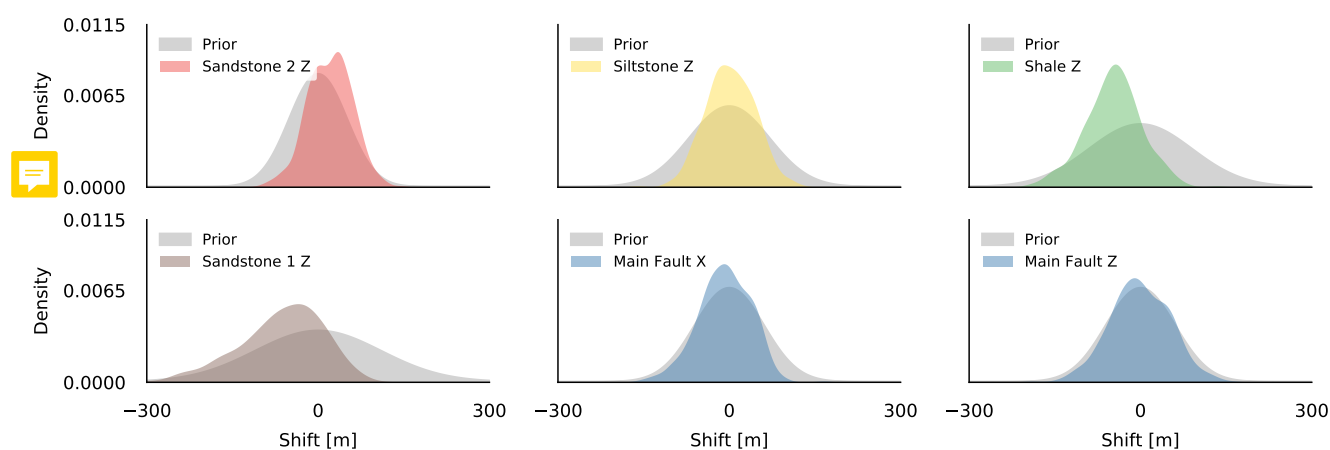 0.0115
0.0065
0.0000
Density
Prior
Sandstone 2 Z
Prior
Siltstone Z
Prior
Shale Z
0.0115
0.0065
0.0000
Density
Prior
Sandstone 1 Z
Prior
Main Fault X
Prior
Main Fault Z
−300 0 300
−300 0 300
−300 0 300
Shift [m]
Shift [m]
Shift [m]